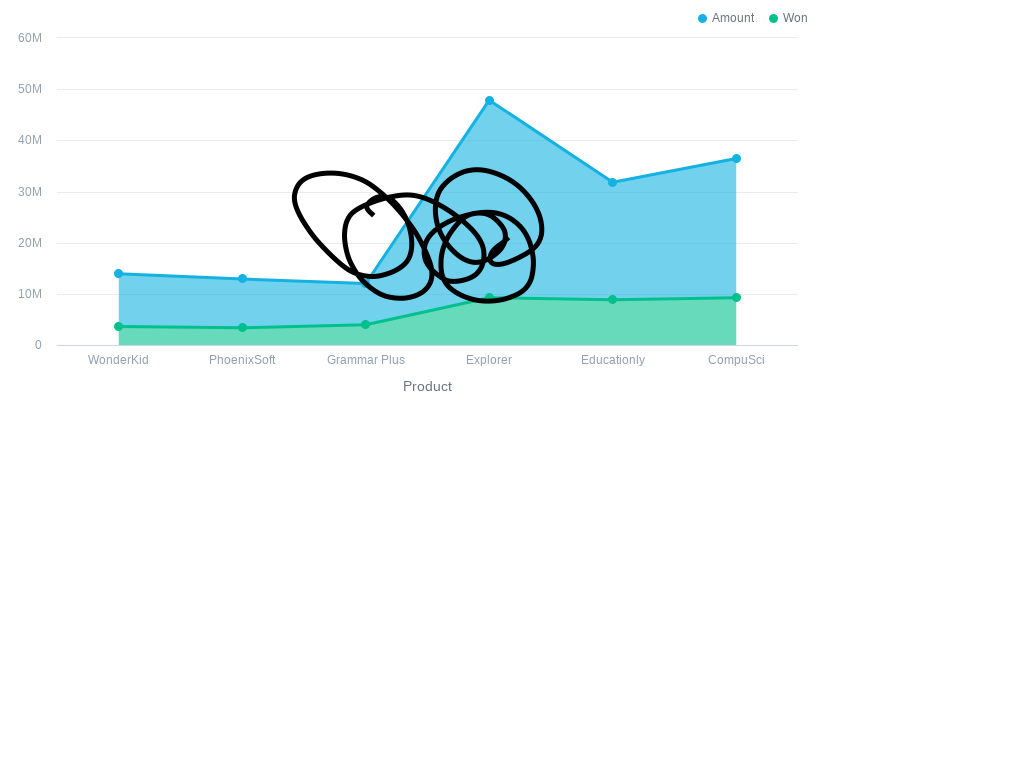 Amount Won
60M
50M
40M
30M
20M
10M
0
WonderKid PhoenixSoft Grammar Plus Explorer Educationly CompuSci
Product